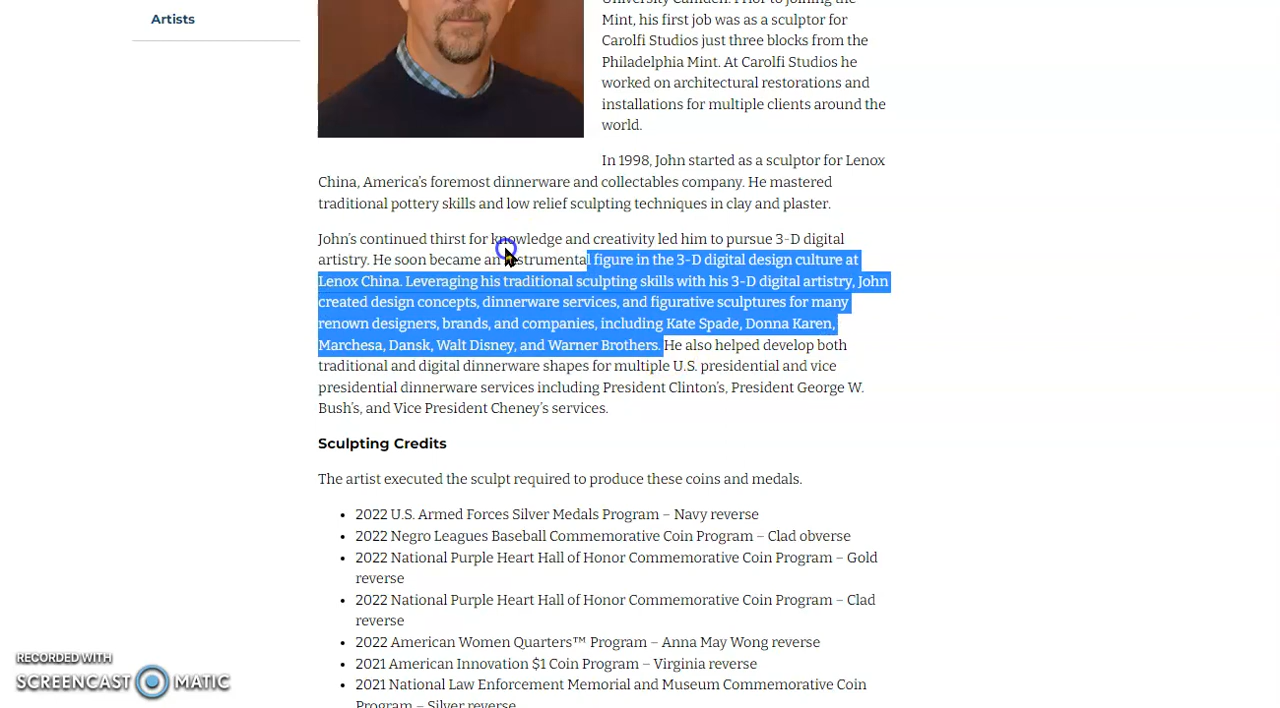 Artists
University Camden. Prior to joining the
Mint, his first job was as a sculptor for
Carolfi Studios just three blocks from the
Philadelphia Mint. At Carolfi Studios he
worked on architectural restorations and
installations for multiple clients around the
world.
In 1998, John started as a sculptor for Lenox
China, America's foremost dinnerware and collectables company. He mastered
traditional pottery skills and low relief sculpting techniques in clay and plaster.
John's continued thirst for knowledge and creativity led him to pursue 3-D digital
artistry. He soon became an instrumental figure in the 3-D digital design culture at
Lenox China. Leveraging his traditional sculpting skills with his 3-D digital artistry, John
created design concepts, dinnerware services, and figurative sculptures for many
renown designers, brands, and companies, including Kate Spade, Donna Karen,
Marchesa, Dansk, Walt Disney, and Warner Brothers. He also helped develop both
traditional and digital dinnerware shapes for multiple U.S. presidential and vice
presidential dinnerware services including President Clinton's, President George W.
Bush's, and Vice President Cheney's services.
Sculpting Credits
The artist executed the sculpt required to produce these coins and medals.
• 2022 U.S. Armed Forces Silver Medals Program – Navy reverse
• 2022 Negro Leagues Baseball Commemorative Coin Program – Clad obverse
• 2022 National Purple Heart Hall of Honor Commemorative Coin Program – Gold
reverse
• 2022 National Purple Heart Hall of Honor Commemorative Coin Program – Clad
reverse
• 2022 American Women Quarters™ Program – Anna May Wong reverse
• 2021 American Innovation $1 Coin Program – Virginia reverse
• 2021 National Law Enforcement Memorial and Museum Commemorative Coin
Program – Silver reverse
RECORDED WITH
SCREENCAST MATIC